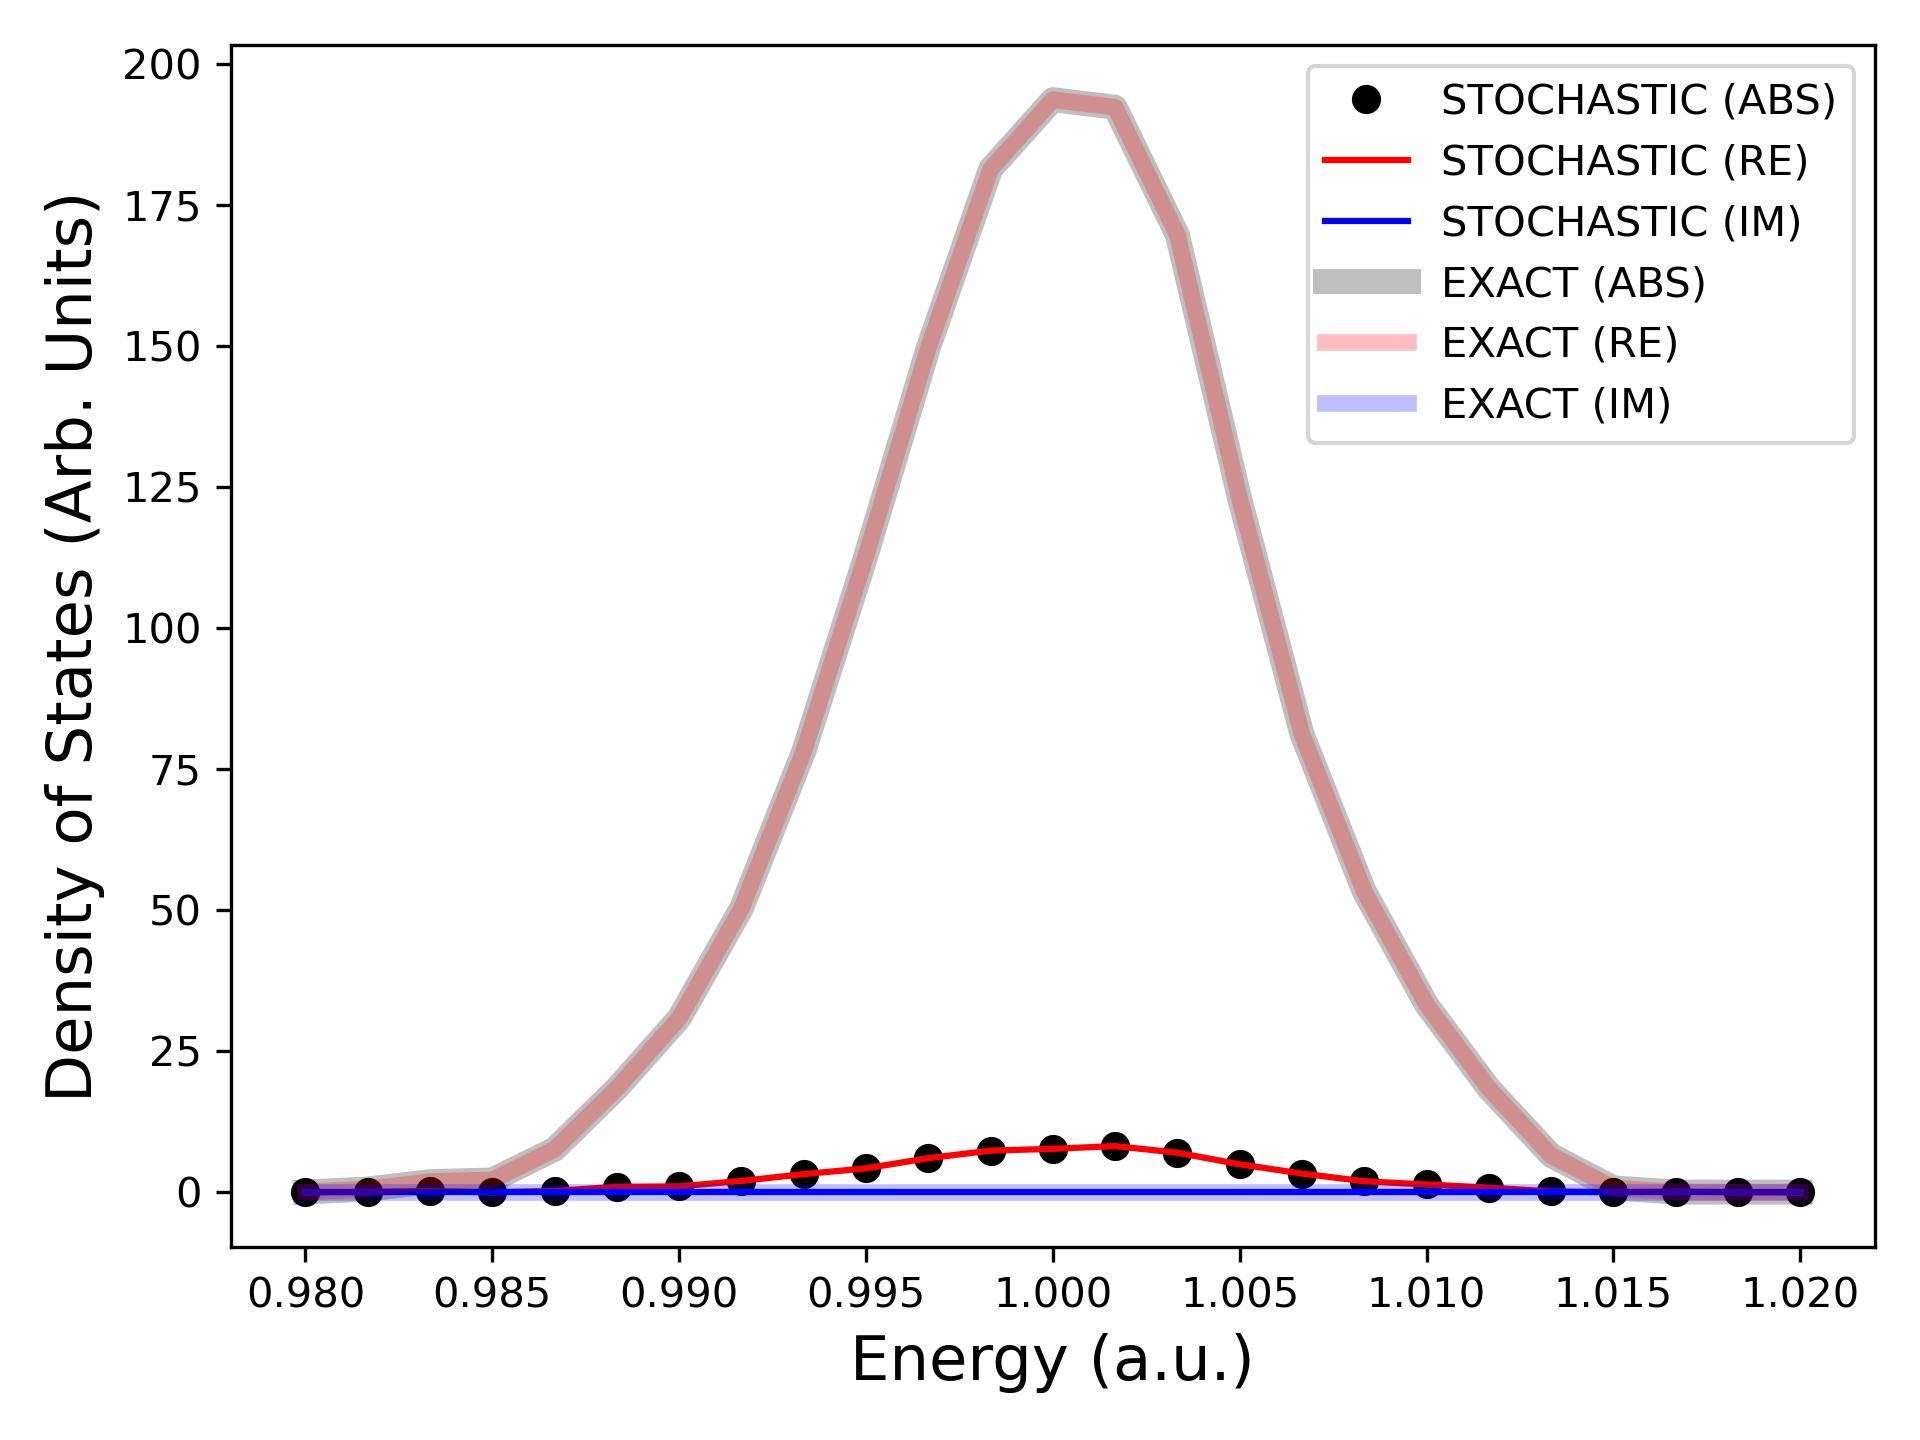 200
175
150
125
100
75
50
25
0
Density of States (Arb. Units)
STOCHASTIC (ABS)
STOCHASTIC (RE)
STOCHASTIC (IM)
EXACT (ABS)
EXACT (RE)
EXACT (IM)
0.980 0.985 0.990 0.995 1.000 1.005 1.010 1.015 1.020
Energy (a.u.)